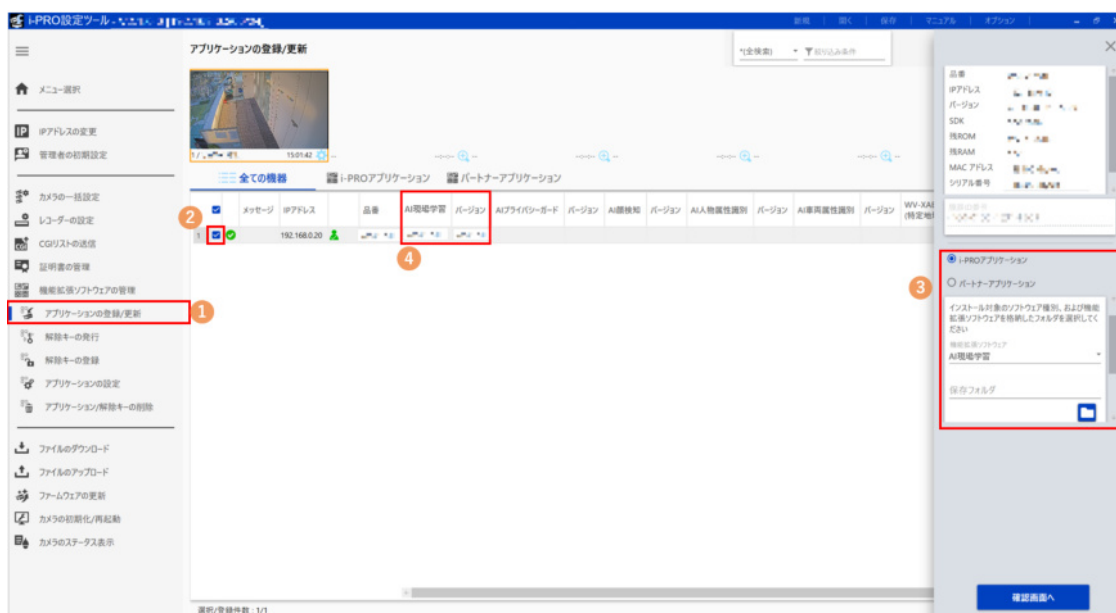 i-PRO設定ツール -
新規 | 開く | 保存 | マニュアル | オプション |
アプリケーションの登録/更新
*(全検索)
絞り込み条件
メニュー選択
IPアドレスの変更
管理者の初期設定
カメラの一括設定
レコーダーの設定
CGIリストの送信
証明書の管理
機能拡張ソフトウェアの管理
アプリケーションの登録/更新
1
解除キーの発行
解除キーの登録
アプリケーションの設定
アプリケーション/解除キーの削除
ファイルのダウンロード
ファイルのアップロード
ファームウェアの更新
カメラの初期化/再起動
カメラのステータス表示
15:01:42
全ての機器 i-PROアプリケーション パートナーアプリケーション
2
メッセージ IPアドレス 品番 AI現場学習 バージョン AIプライバシーガード バージョン AI顔検知 バージョン AI人物属性識別 バージョン AI車両属性識別 バージョン WV-XAE
(特定地
1 192.168.0.20
4
選択/登録件数 : 1/1
品番
IPアドレス
バージョン
SDK
残ROM
残RAM
MAC アドレス
シリアル番号
3
i-PROアプリケーション
パートナーアプリケーション
インストール対象のソフトウェア種別、および機能
拡張ソフトウェアを格納したフォルダを選択してく
ださい
機能拡張ソフトウェア
AI現場学習
保存フォルダ
確認画面へ